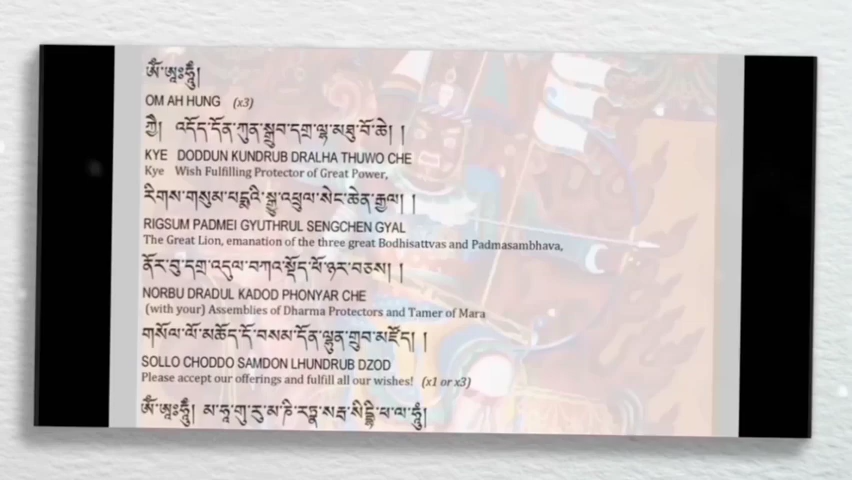 ཨོཾ་ཨཱཿཧཱུྃ།
OM AH HUNG (x3)
ཀྱེ། འདོད་དོན་ཀུན་སྒྲུབ་དགྲ་ལྷ་མཐུ་བོ་ཆེ། །
KYE DODDUN KUNDRUB DRALHA THUWO CHE
Kye Wish Fulfilling Protector of Great Power,
རིགས་གསུམ་པདྨའི་སྒྱུ་འཕྲུལ་སེང་ཆེན་རྒྱལ། །
RIGSUM PADMEI GYUTHRUL SENGCHEN GYAL
The Great Lion, emanation of the three great Bodhisattvas and Padmasambhava,
ནོར་བུ་དགྲ་འདུལ་བཀའ་སྡོད་ཕོ་ཉར་བཅས། །
NORBU DRADUL KADOD PHONYAR CHE
(with your) Assemblies of Dharma Protectors and Tamer of Mara
གསོལ་ལོ་མཆོད་དོ་བསམ་དོན་ལྷུན་གྲུབ་མཛོད། །
SOLLO CHODDO SAMDON LHUNDRUB DZOD
Please accept our offerings and fulfill all our wishes! (x1 or x3)
ཨོཾ་ཨཱཿཧཱུྃ། མ་ཧཱ་གུ་རུ་མ་ཎི་རཏྣ་སརྦ་སིདྡྷི་ཕ་ལ་ཧཱུྃ།